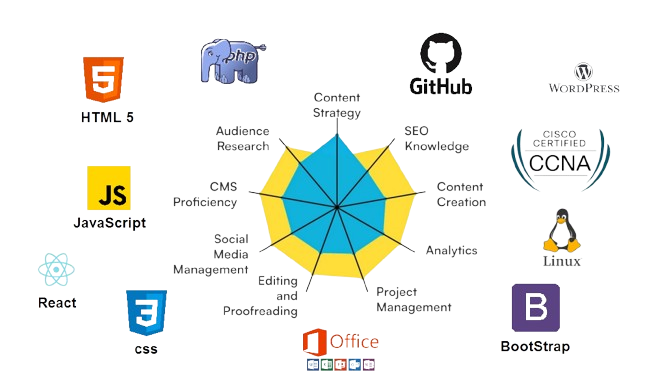 php
GitHub
WORDPRESS
5
HTML 5
Content
Strategy
Audience
Research
SEO
Knowledge
CISCO
CERTIFIED
CCNA
JS
JavaScript
CMS
Proficiency
Content
Creation
Social
Media
Management
Analytics
Linux
React
Editing
and
Proofreading
Project
Management
3
css
B
BootStrap
Office